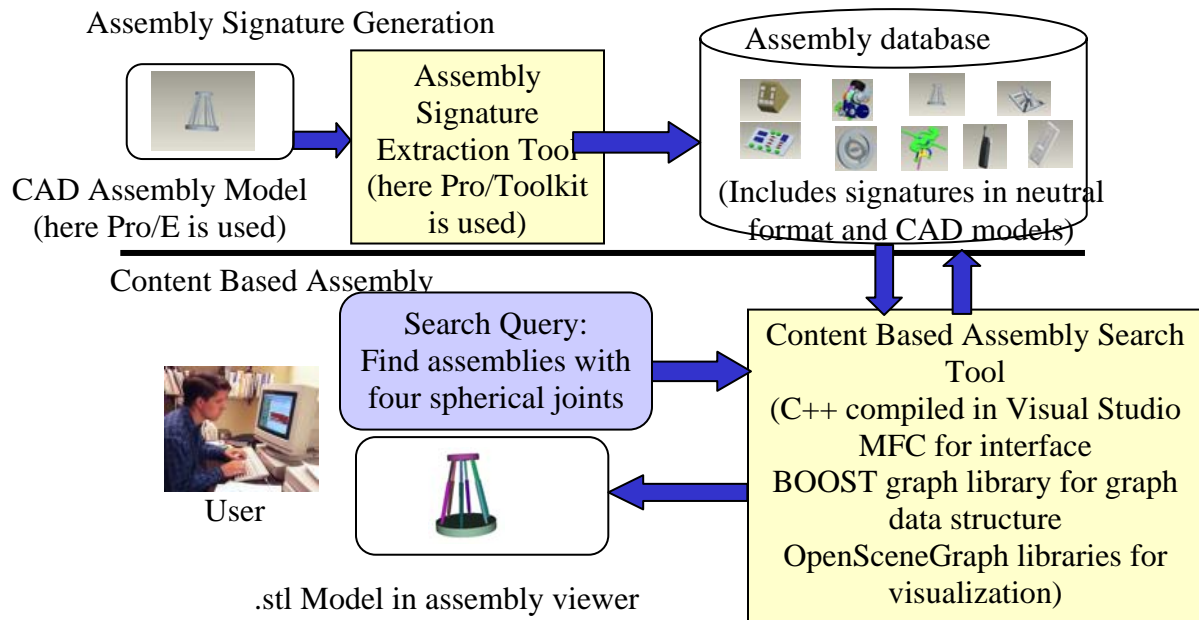 Assembly Signature Generation
CAD Assembly Model
(here Pro/E is used)
Assembly
Signature
Extraction Tool
(here Pro/Toolkit
is used)
Assembly database
(Includes signatures in neutral
format and CAD models)
Content Based Assembly
Search Query:
Find assemblies with
four spherical joints
User
.stl Model in assembly viewer
Content Based Assembly Search
Tool
(C++ compiled in Visual Studio
MFC for interface
BOOST graph library for graph
data structure
OpenSceneGraph libraries for
visualization)